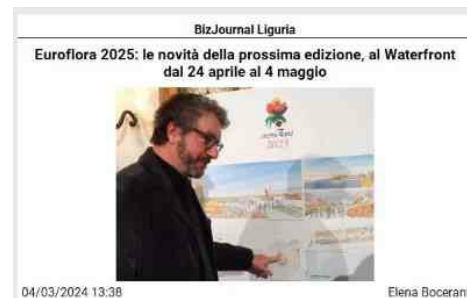 BizJournal Liguria
Euroflora 2025: le novità della prossima edizione, al Waterfront
dal 24 aprile al 4 maggio
2025
04/03/2024 13:38
Elena Boceran